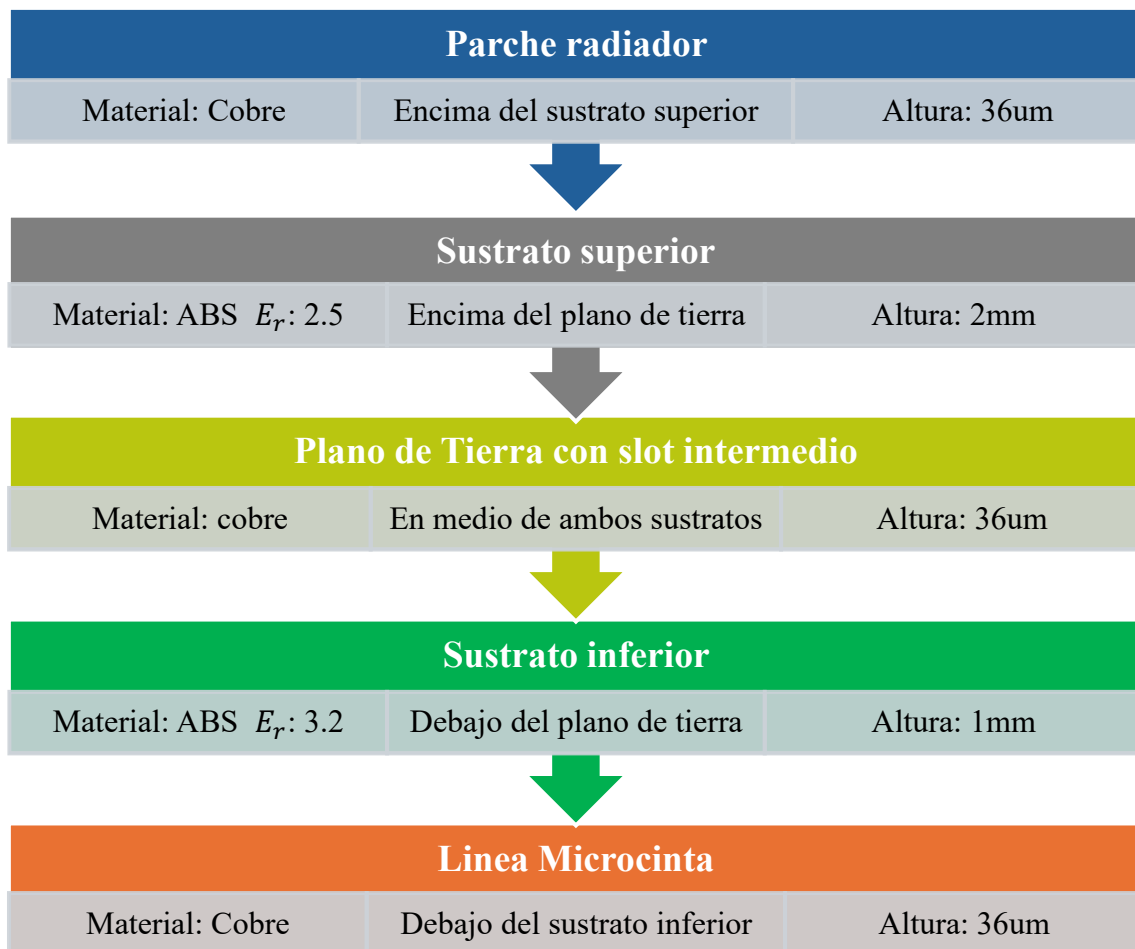 Parche radiador
Material: Cobre Encima del sustrato superior Altura: 36um
Sustrato superior
Material: ABS E_r: 2.5 Encima del plano de tierra Altura: 2mm
Plano de Tierra con slot intermedio
Material: cobre En medio de ambos sustratos Altura: 36um
Sustrato inferior
Material: ABS E_r: 3.2 Debajo del plano de tierra Altura: 1mm
Linea Microcinta
Material: Cobre Debajo del sustrato inferior Altura: 36um